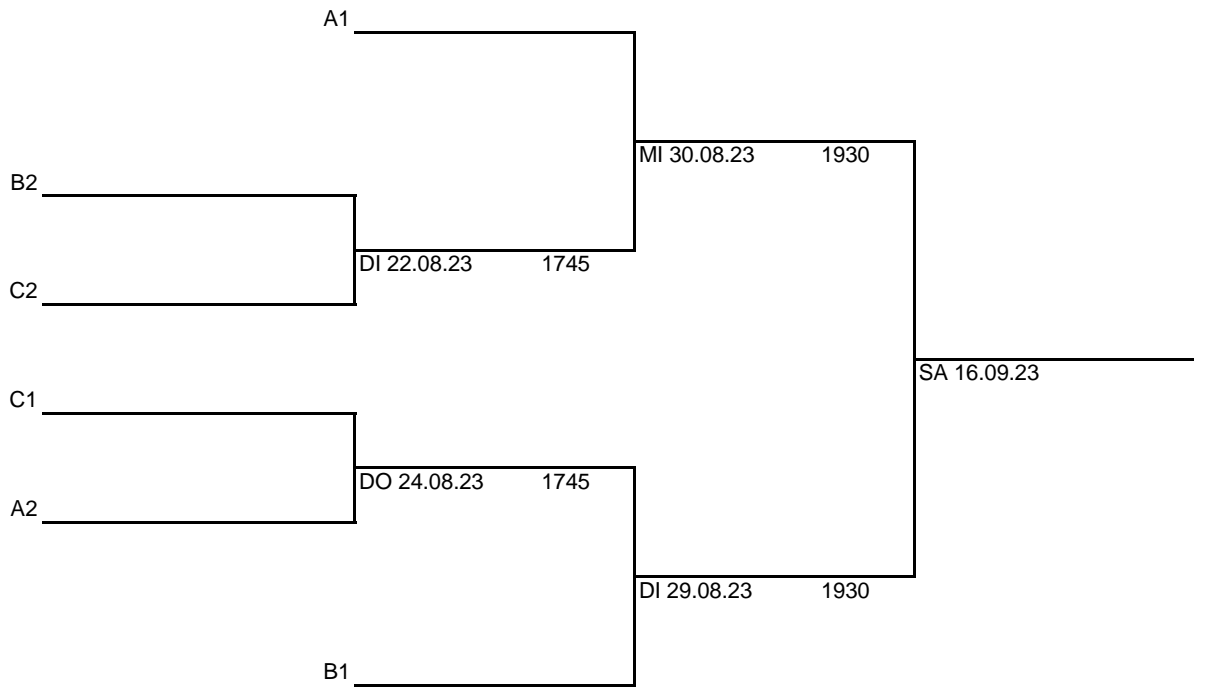 A1
MI 30.08.23 1930
B2
DI 22.08.23 1745
C2
SA 16.09.23
C1
DO 24.08.23 1745
A2
DI 29.08.23 1930
B1